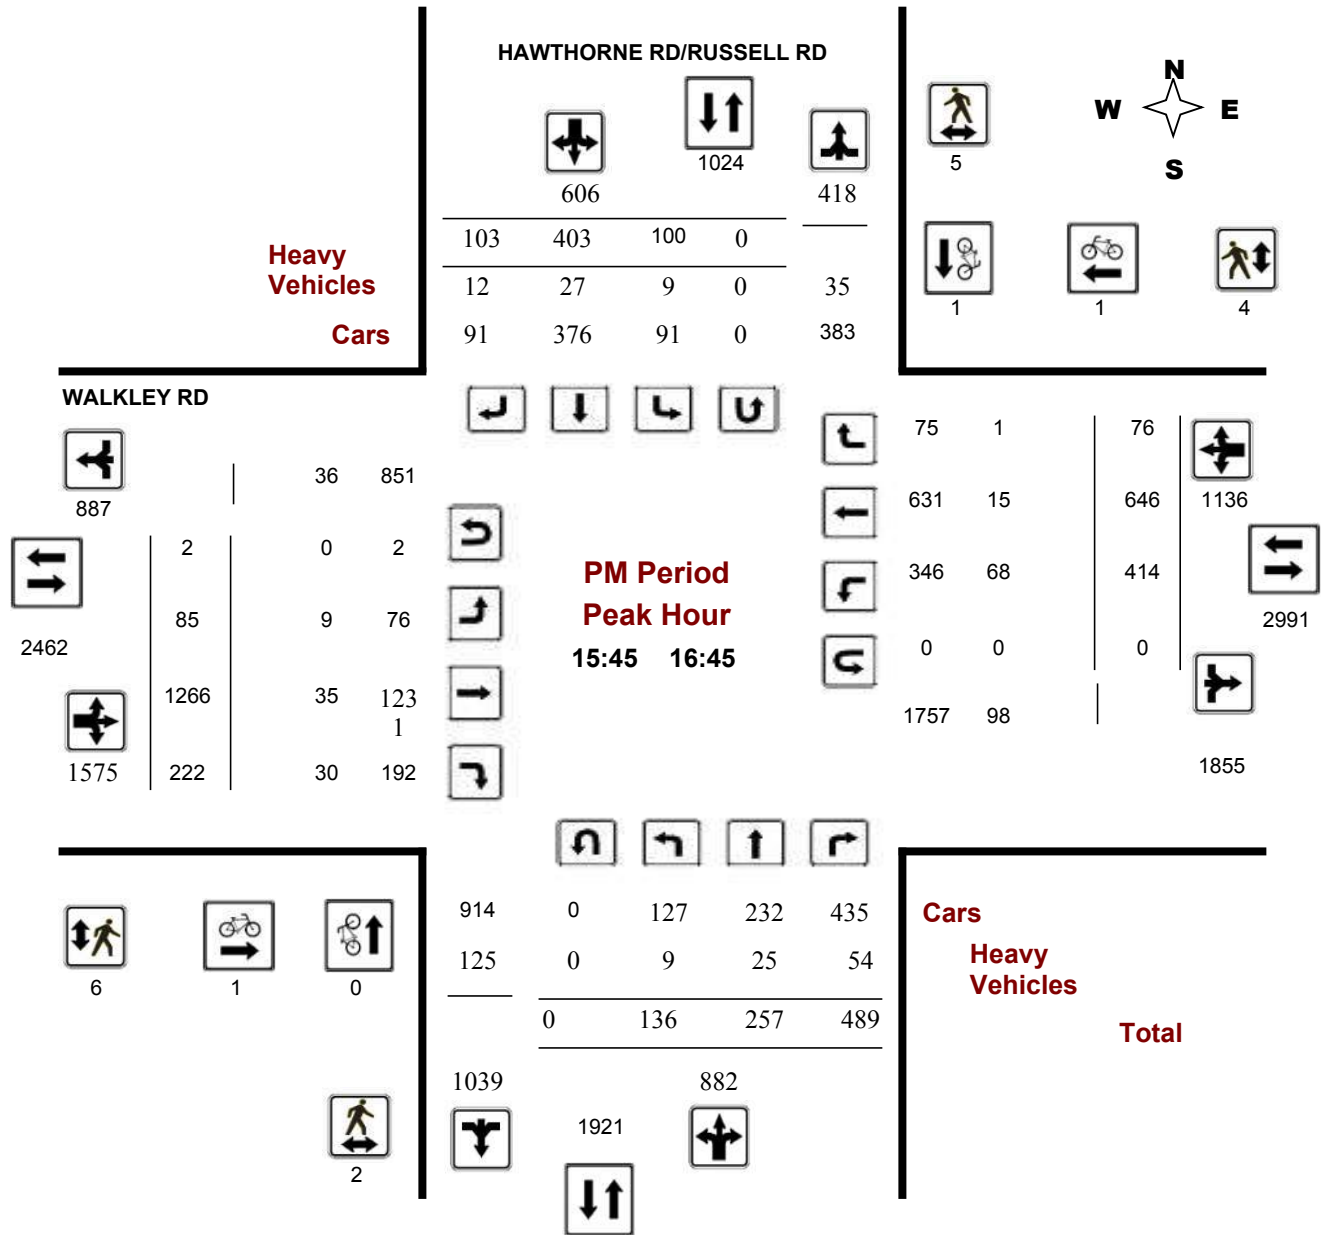 HAWTHORNE RD/RUSSELL RD
N
W E
S
1024
5
606
418
103 403 100 0
Heavy
Vehicles
12 27 9 0 35
1 1 4
Cars
91 376 91 0 383
WALKLEY RD
75 1 76
36 851
887
631 15 646 1136
2 0 2
PM Period
346 68 414
Peak Hour
85 9 76
2991
2462
15:45 16:45
0 0 0
1266 35 123
1
1757 98
1575 222 30 192
1855
914 0 127 232 435
Cars
125 0 9 25 54
Heavy
Vehicles
6 1 0
0 136 257 489
Total
1039 882
1921
2